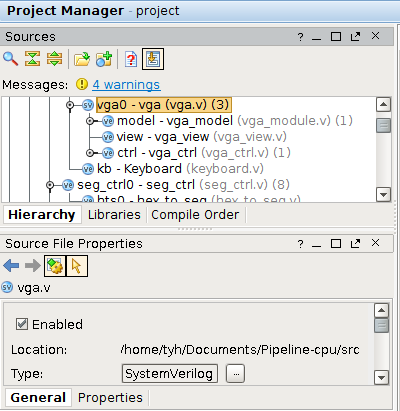 Project Manager - project
Sources
Messages: 4 warnings
vga0 - vga (vga.v) (3)
model - vga_model (vga_module.v) (1)
view - vga_view (vga_view.v)
ctrl - vga_ctrl (vga_ctrl.v) (1)
kb - Keyboard (keyboard.v)
seg_ctrl0 - seg_ctrl (seg_ctrl.v) (8)
hts0 - hex_to_seg (hex_to_seg.v)
Hierarchy Libraries Compile Order
Source File Properties
vga.v
Enabled
Location: /home/tyh/Documents/Pipeline-cpu/src
Type: SystemVerilog ...
General Properties